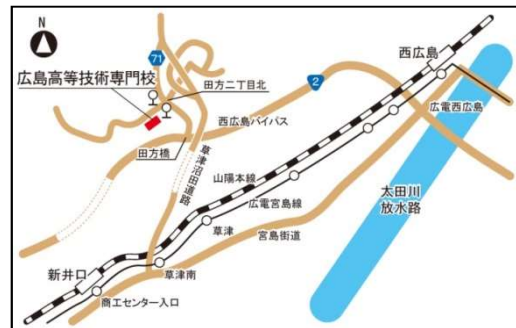 N
71
西広島
広島高等技術専門校
田方二丁目北
2
広電西広島
西広島バイパス
田方橋
草津沼田道路
山陽本線
太田川
放水路
広電宮島線
草津
宮島街道
新井口
草津南
商工センター入口